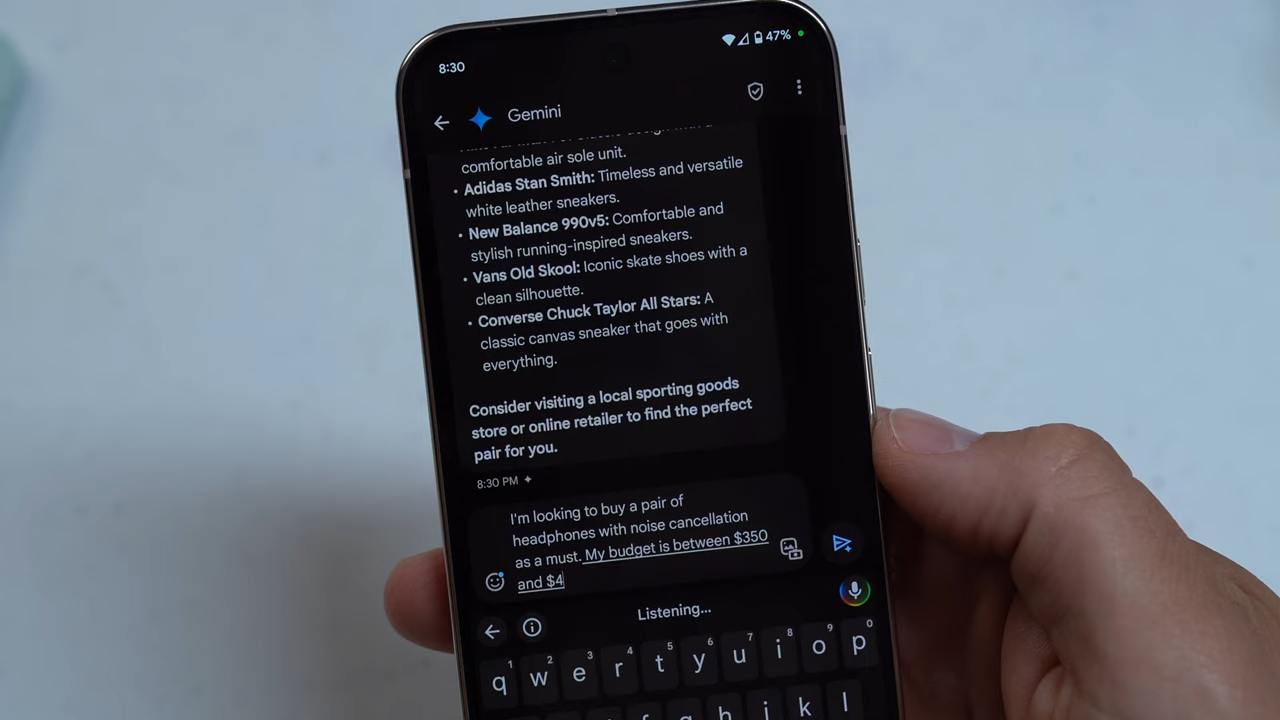 8:30
47%
Gemini
comfortable air sole unit.
• Adidas Stan Smith: Timeless and versatile
white leather sneakers.
• New Balance 990v5: Comfortable and
stylish running-inspired sneakers.
• Vans Old Skool: Iconic skate shoes with a
clean silhouette.
• Converse Chuck Taylor All Stars: A
classic canvas sneaker that goes with
everything.
Consider visiting a local sporting goods
store or online retailer to find the perfect
pair for you.
8:30 PM
I'm looking to buy a pair of
headphones with noise cancellation
as a must. My budget is between $350
and $4
Listening...
1 2 3 4 5 6 7 8 9 0
q w e r t y u i o p
j k l